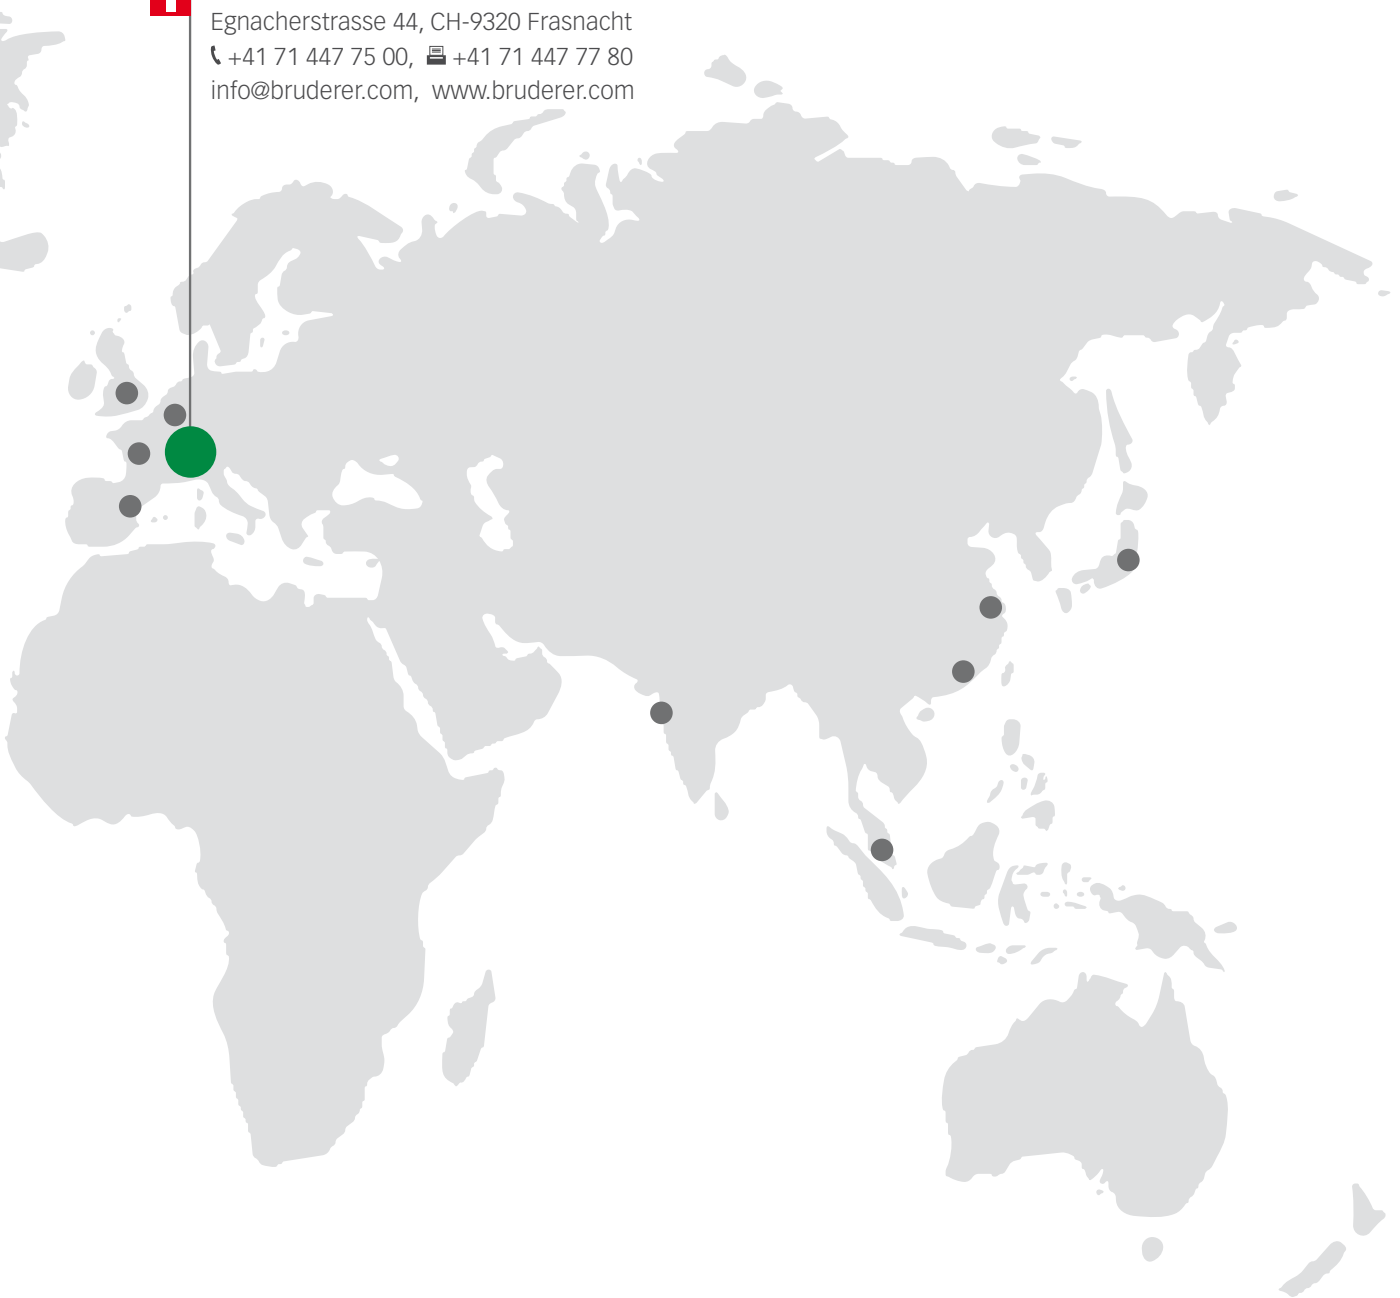 Egnacherstrasse 44, CH-9320 Frasnacht
+41 71 447 75 00, +41 71 447 77 80
info@bruderer.com, www.bruderer.com